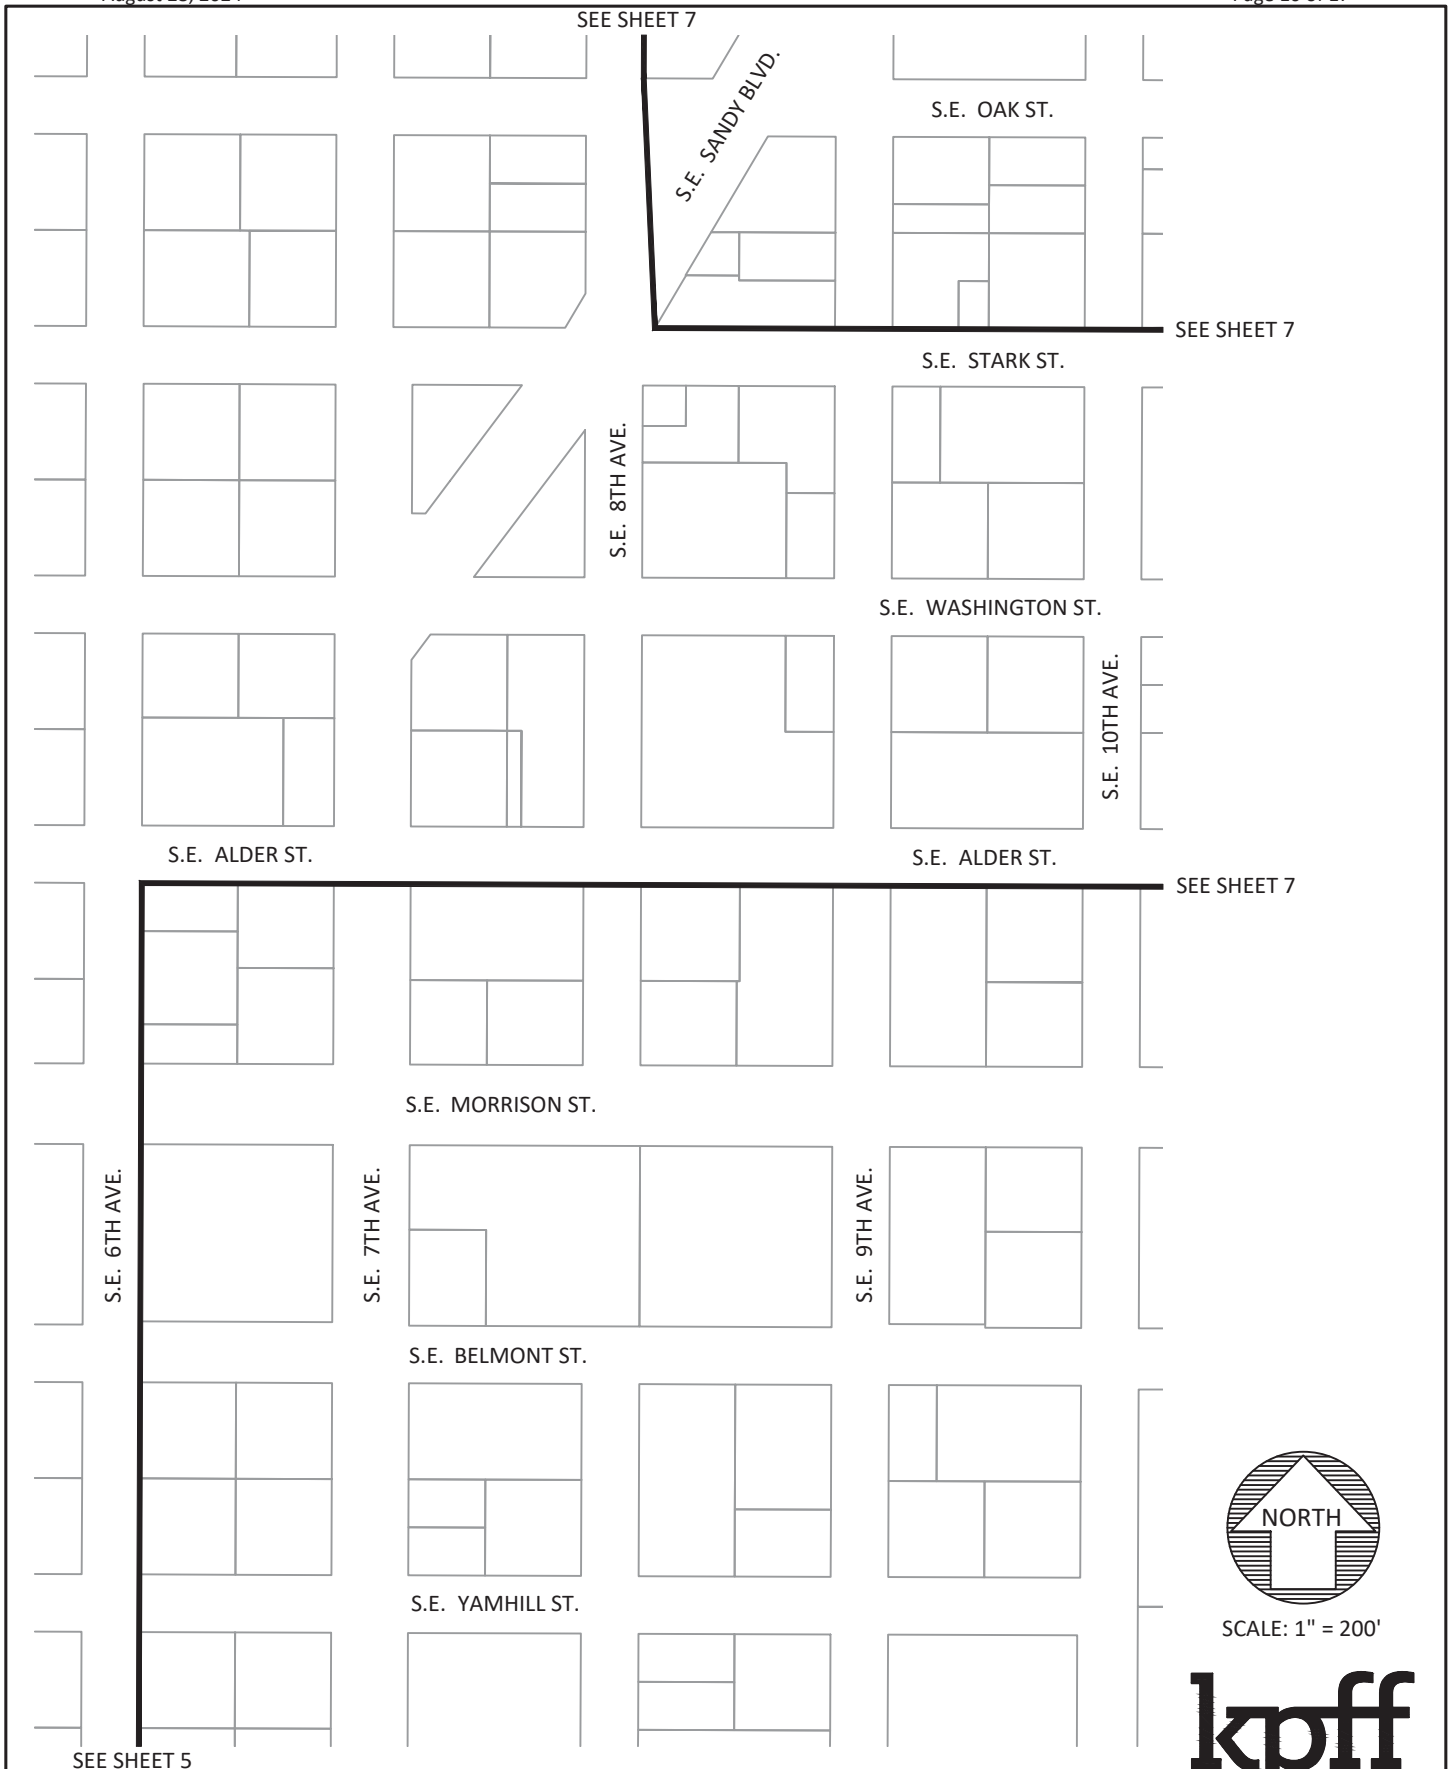 SEE SHEET 7
S.E. SANDY BLVD.
S.E. OAK ST.
SEE SHEET 7
S.E. STARK ST.
S.E. 8TH AVE.
S.E. WASHINGTON ST.
S.E. 10TH AVE.
S.E. ALDER ST.
S.E. ALDER ST.
SEE SHEET 7
S.E. MORRISON ST.
S.E. 6TH AVE.
S.E. 7TH AVE.
S.E. 9TH AVE.
S.E. BELMONT ST.
NORTH
S.E. YAMHILL ST.
SCALE: 1" = 200'
kpff
SEE SHEET 5